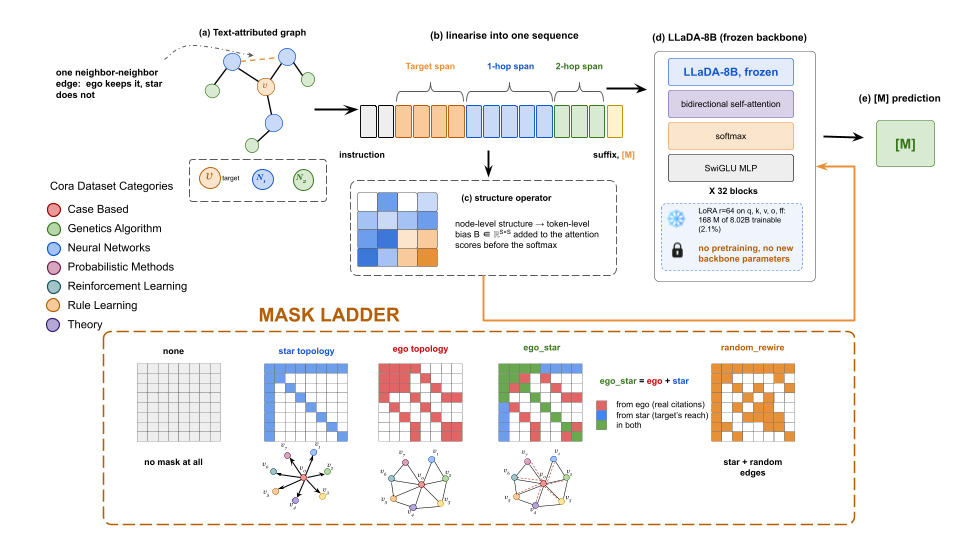 (a) Text-attributed graph
one neighbor-neighbor
edge: ego keeps it, star
does not
U
U target
N₁
N₂
Cora Dataset Categories
Case Based
Genetics Algorithm
Neural Networks
Probabilistic Methods
Reinforcement Learning
Rule Learning
Theory
(b) linearise into one sequence
Target span
1-hop span
2-hop span
instruction
suffix, [M]
(c) structure operator
node-level structure → token-level
bias B ∈ ℝˢˣˢ added to the attention
scores before the softmax
(d) LLaDA-8B (frozen backbone)
LLaDA-8B, frozen
bidirectional self-attention
softmax
SwiGLU MLP
X 32 blocks
LoRA r=64 on q, k, v, o, ff:
168 M of 8.02B trainable
(2.1%)
no pretraining, no new
backbone parameters
(e) [M] prediction
[M]
MASK LADDER
none
no mask at all
star topology
ego topology
ego_star
ego_star = ego + star
from ego (real citations)
from star (target's reach)
in both
random_rewire
star + random
edges